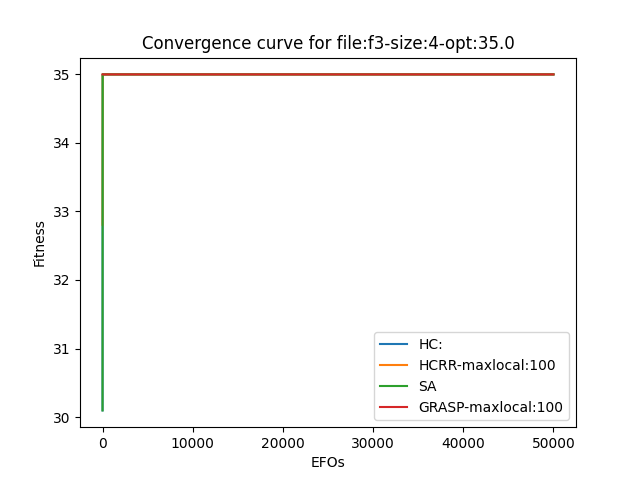 Convergence curve for file:f3-size:4-opt:35.0
35
34
33
32
31
30
Fitness
HC:
HCRR-maxlocal:100
SA
GRASP-maxlocal:100
0 10000 20000 30000 40000 50000
EFOs